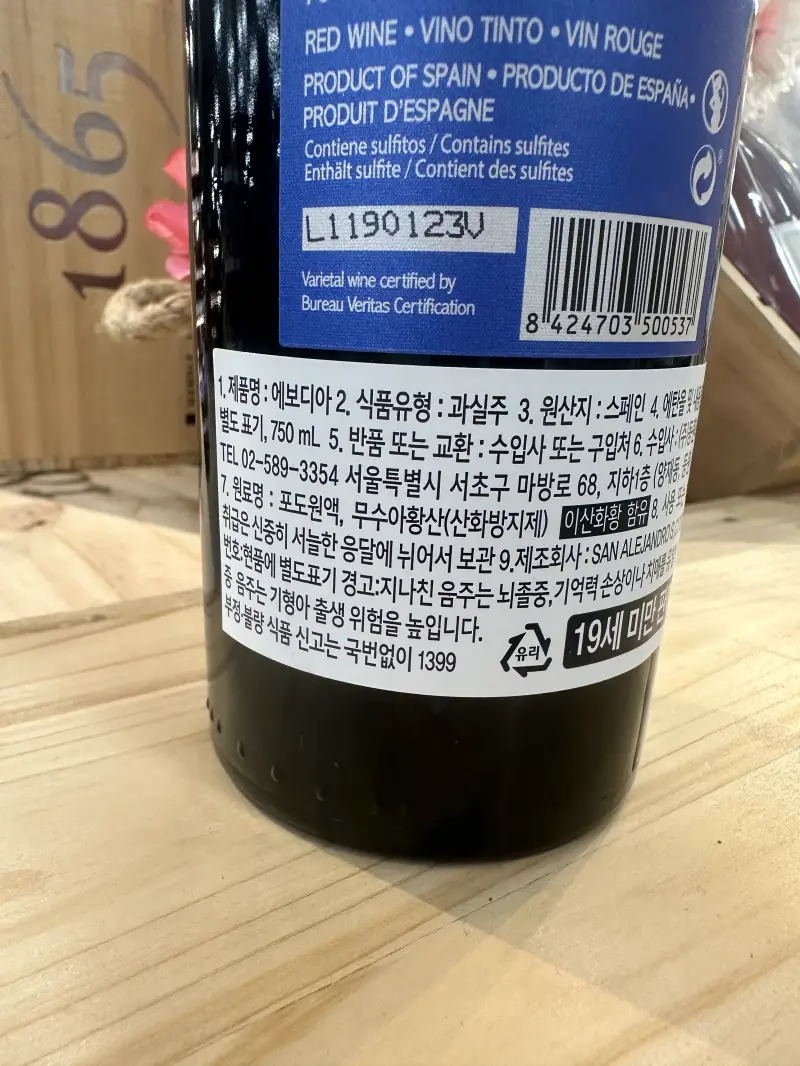 1865
RED WINE • VINO TINTO • VIN ROUGE
PRODUCT OF SPAIN • PRODUCTO DE ESPAÑA •
PRODUIT D'ESPAGNE
Contiene sulfitos / Contains sulfites
Enthält sulfite / Contient des sulfites
L1190123V
Varietal wine certified by
Bureau Veritas Certification
8 424703 500537
1. 제품명 : 에보디아 2. 식품유형 : 과실주 3. 원산지 : 스페인 4. 에탄올 및
별도 표기, 750 mL 5. 반품 또는 교환 : 수입사 또는 구입처 6. 수입사 :
TEL 02-589-3354 서울특별시 서초구 마방로 68, 지하1층 (양재동,
7. 원료명 : 포도원액, 무수아황산(산화방지제) 이산화황 함유 8. 사용
취급은 신중히 서늘한 응달에 뉘어서 보관 9.제조회사 : SAN ALEJANDRO
번호:현품에 별도표기 경고:지나친 음주는 뇌졸중,기억력 손상이나 치매를
중 음주는 기형아 출생 위험을 높입니다.
부정·불량 식품 신고는 국번없이 1399
유리
19세 미만